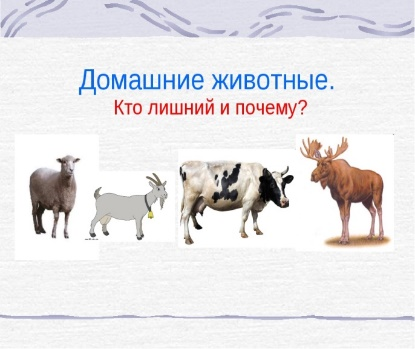 Домашние животные.
Кто лишний и почему?